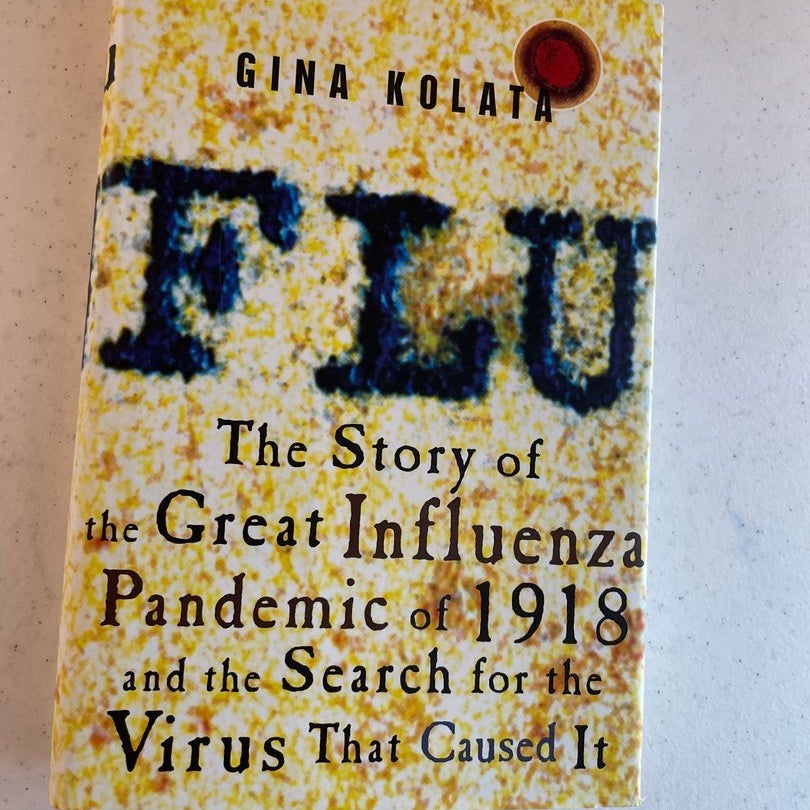 GINA KOLATA
FLU
The Story of
the Great Influenza
Pandemic of 1918
and the Search for the
Virus That Caused It